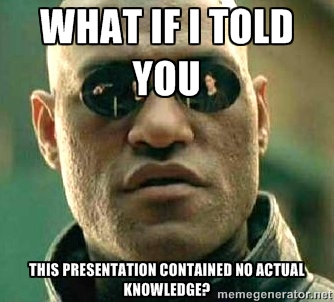 WHAT IF I TOLD
YOU
THIS PRESENTATION CONTAINED NO ACTUAL
KNOWLEDGE?
memegenerator.net